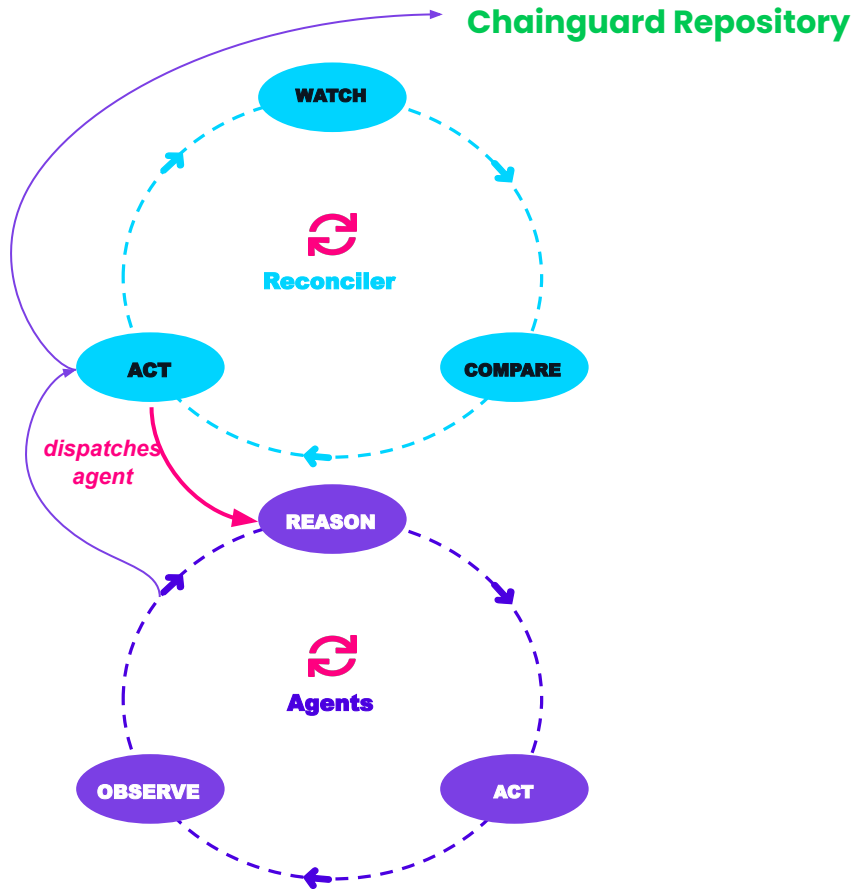 Chainguard Repository
WATCH
Reconciler
ACT
COMPARE
dispatches
agent
REASON
Agents
OBSERVE
ACT